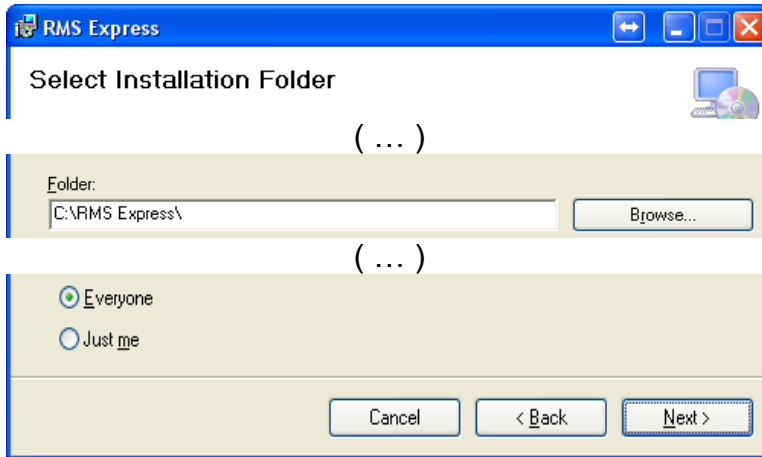 RMS Express
Select Installation Folder
( ... )
Folder:
C:\RMS Express\
Browse...
( ... )
Everyone
Just me
Cancel
< Back
Next >